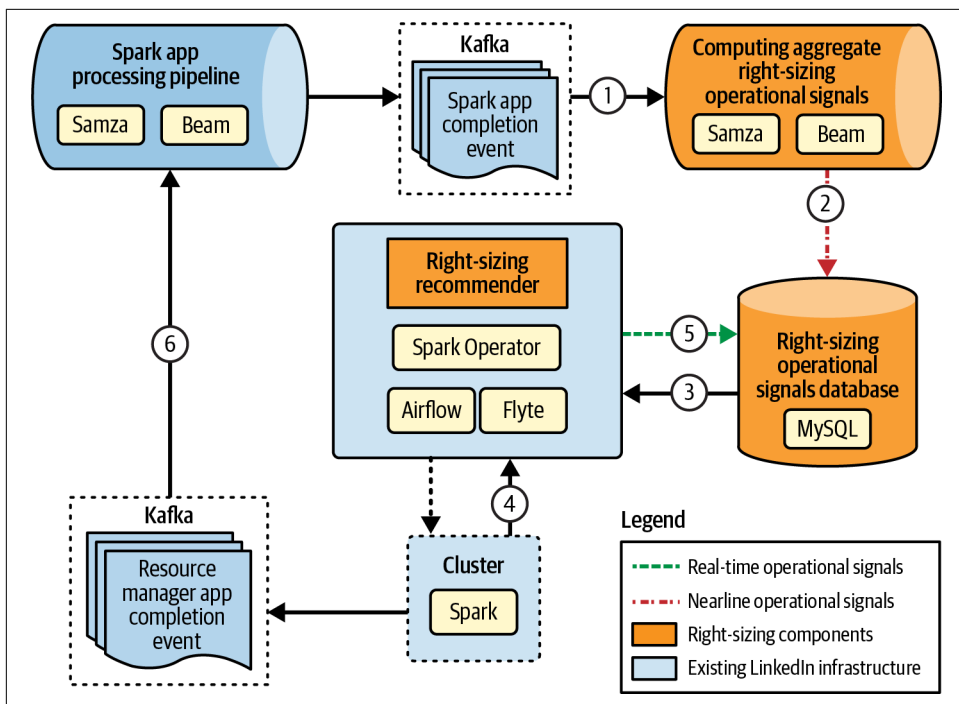 Spark app
processing pipeline
Samza
Beam
Kafka
Spark app
completion
event
1
Computing aggregate
right-sizing
operational signals
Samza
Beam
2
Right-sizing
recommender
Spark Operator
Airflow
Flyte
5
3
Right-sizing
operational
signals database
MySQL
6
4
Kafka
Resource
manager app
completion
event
Cluster
Spark
Legend
Real-time operational signals
Nearline operational signals
Right-sizing components
Existing LinkedIn infrastructure